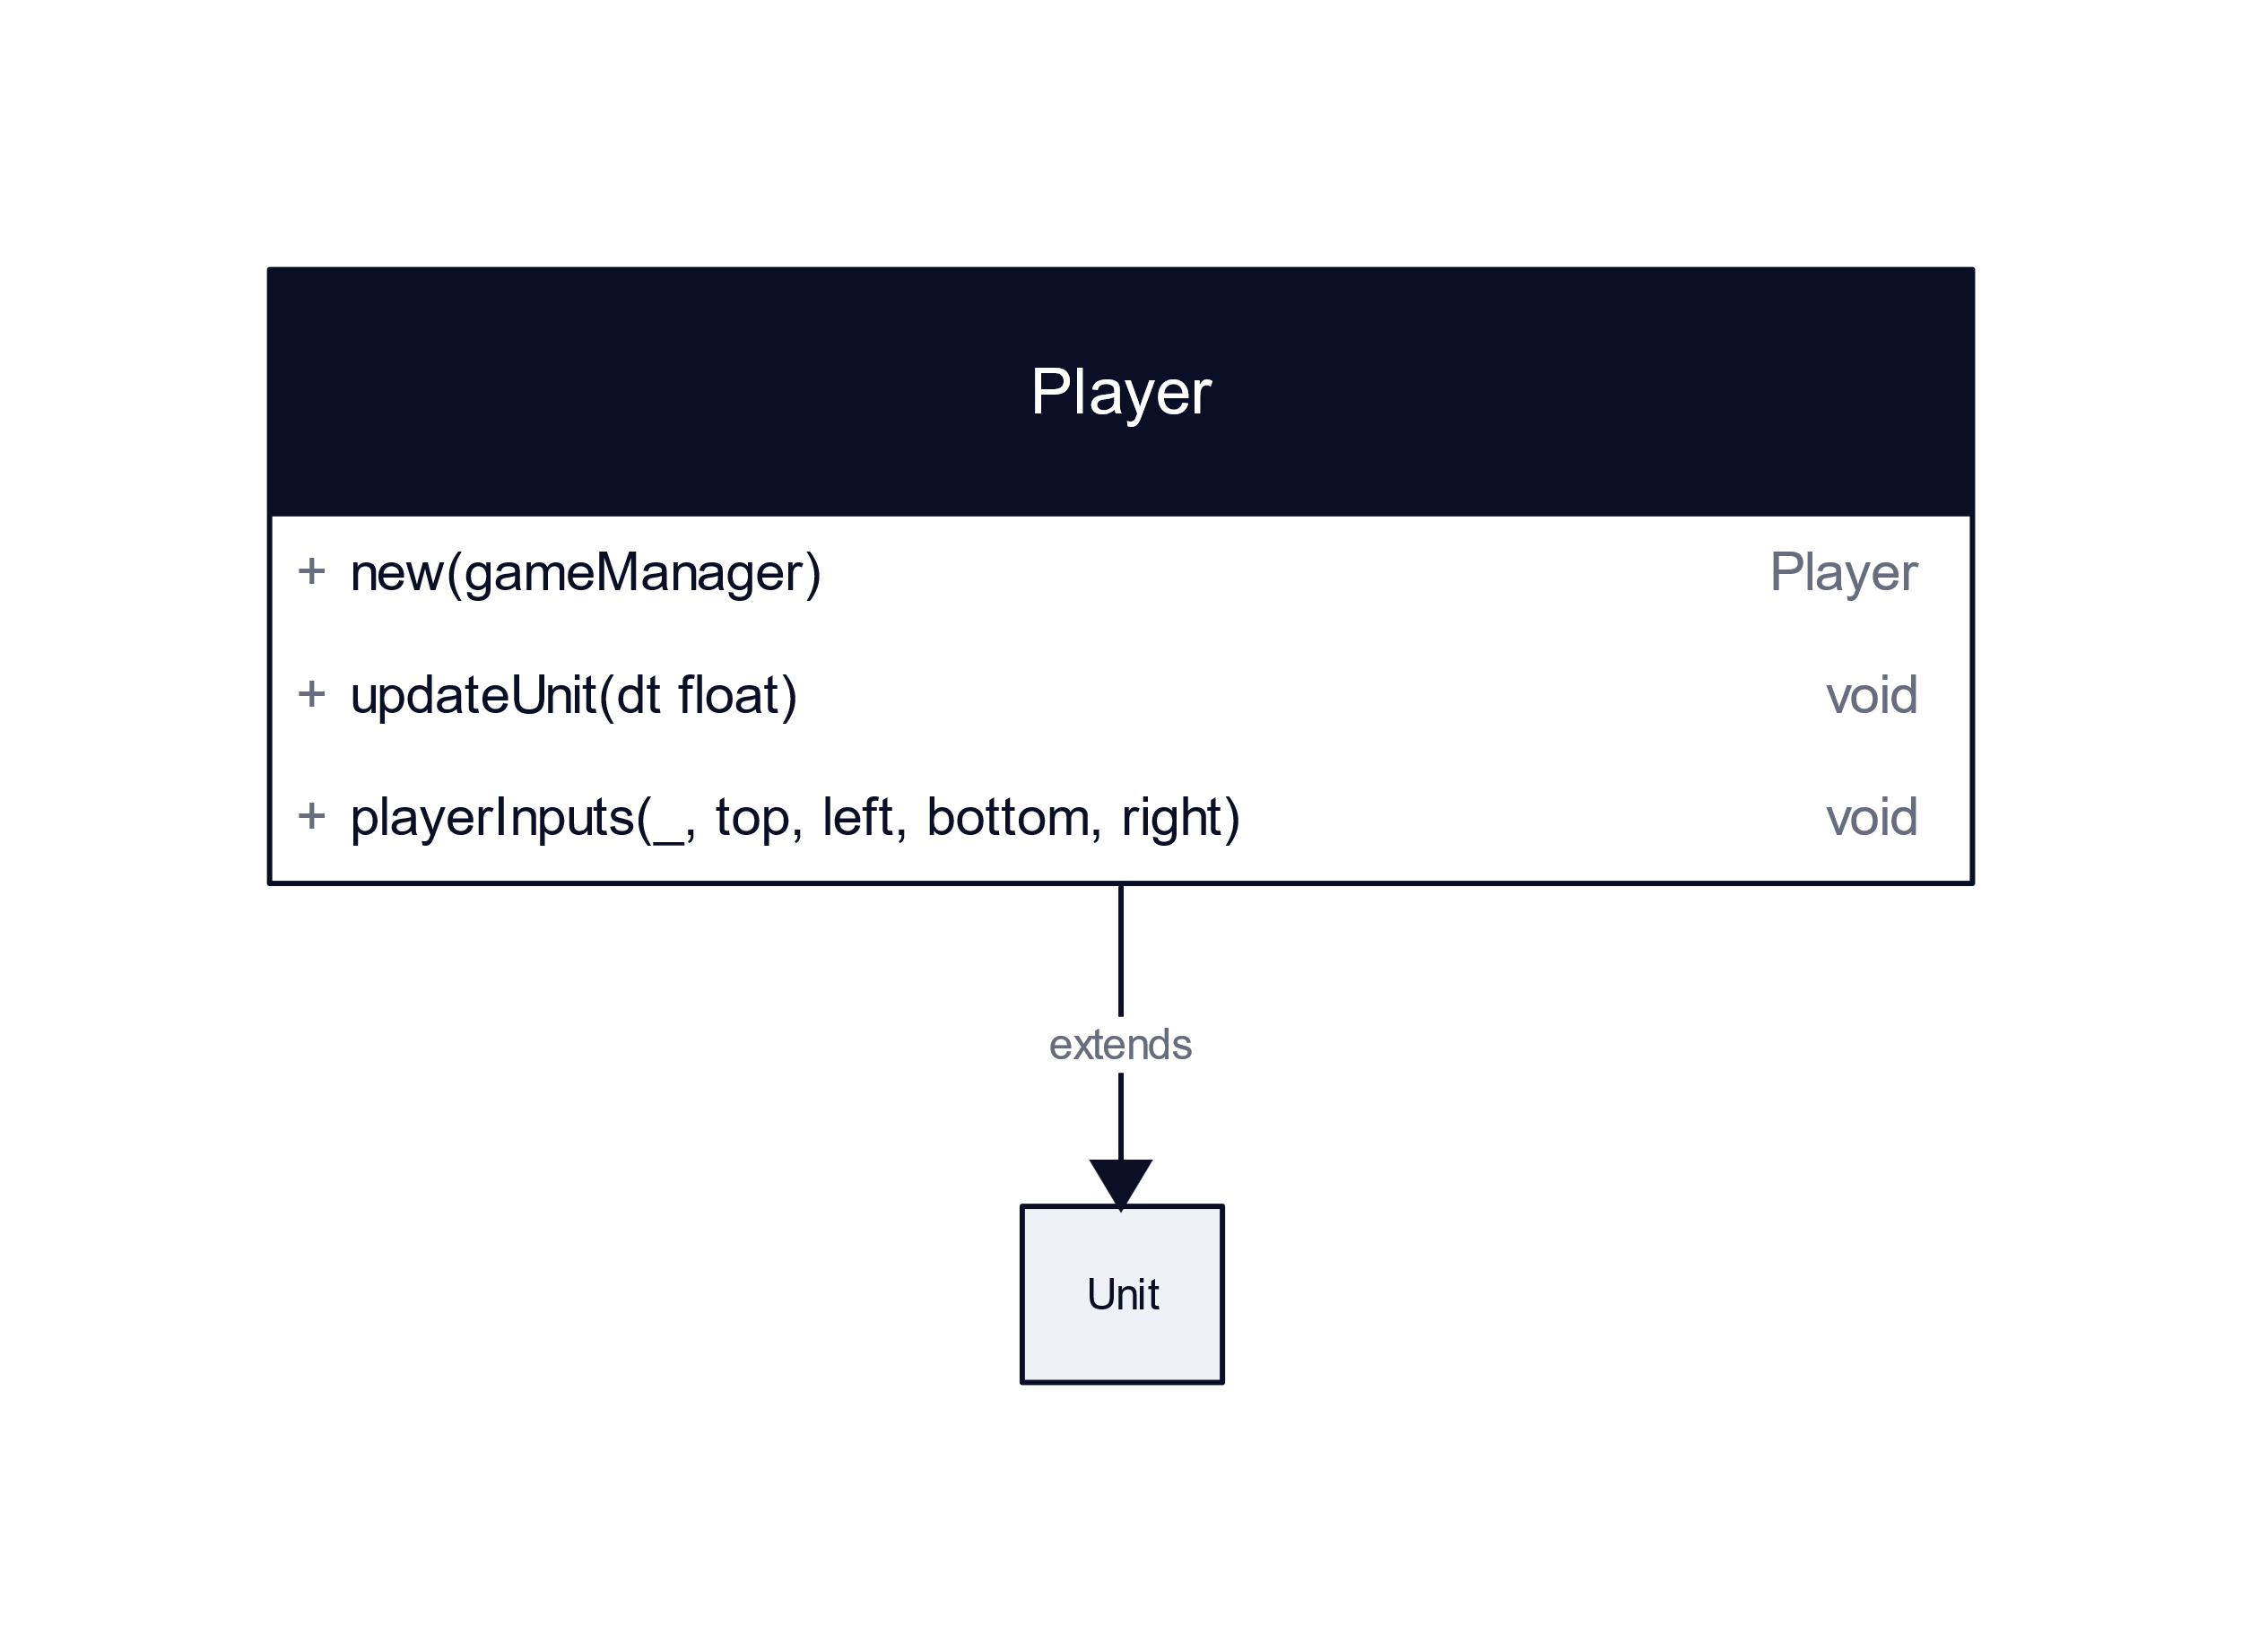 Player
+ new(gameManager) Player
+ updateUnit(dt float) void
+ playerInputs(_, top, left, bottom, right) void
extends
Unit